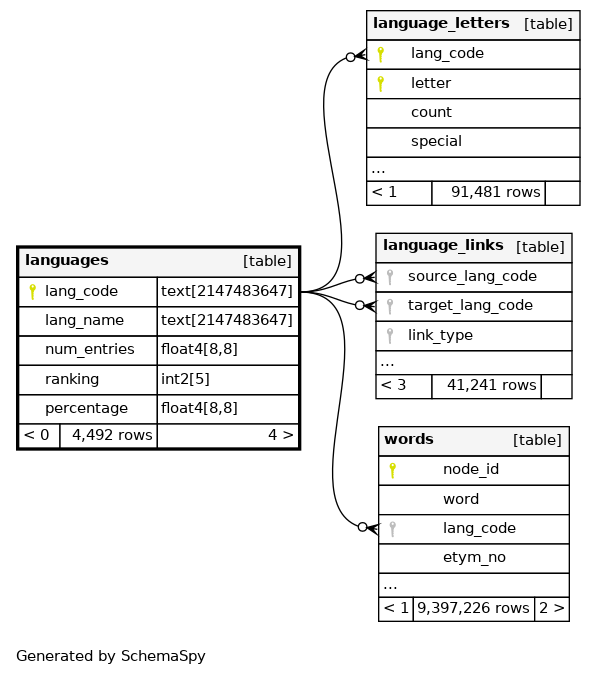 language_letters [table]
lang_code
letter
count
special
...
< 1 91,481 rows
language_links [table]
source_lang_code
target_lang_code
link_type
...
< 3 41,241 rows
languages [table]
lang_code text[2147483647]
lang_name text[2147483647]
num_entries float4[8,8]
ranking int2[5]
percentage float4[8,8]
< 0 4,492 rows 4 >
words [table]
node_id
word
lang_code
etym_no
...
< 1 9,397,226 rows 2 >
Generated by SchemaSpy